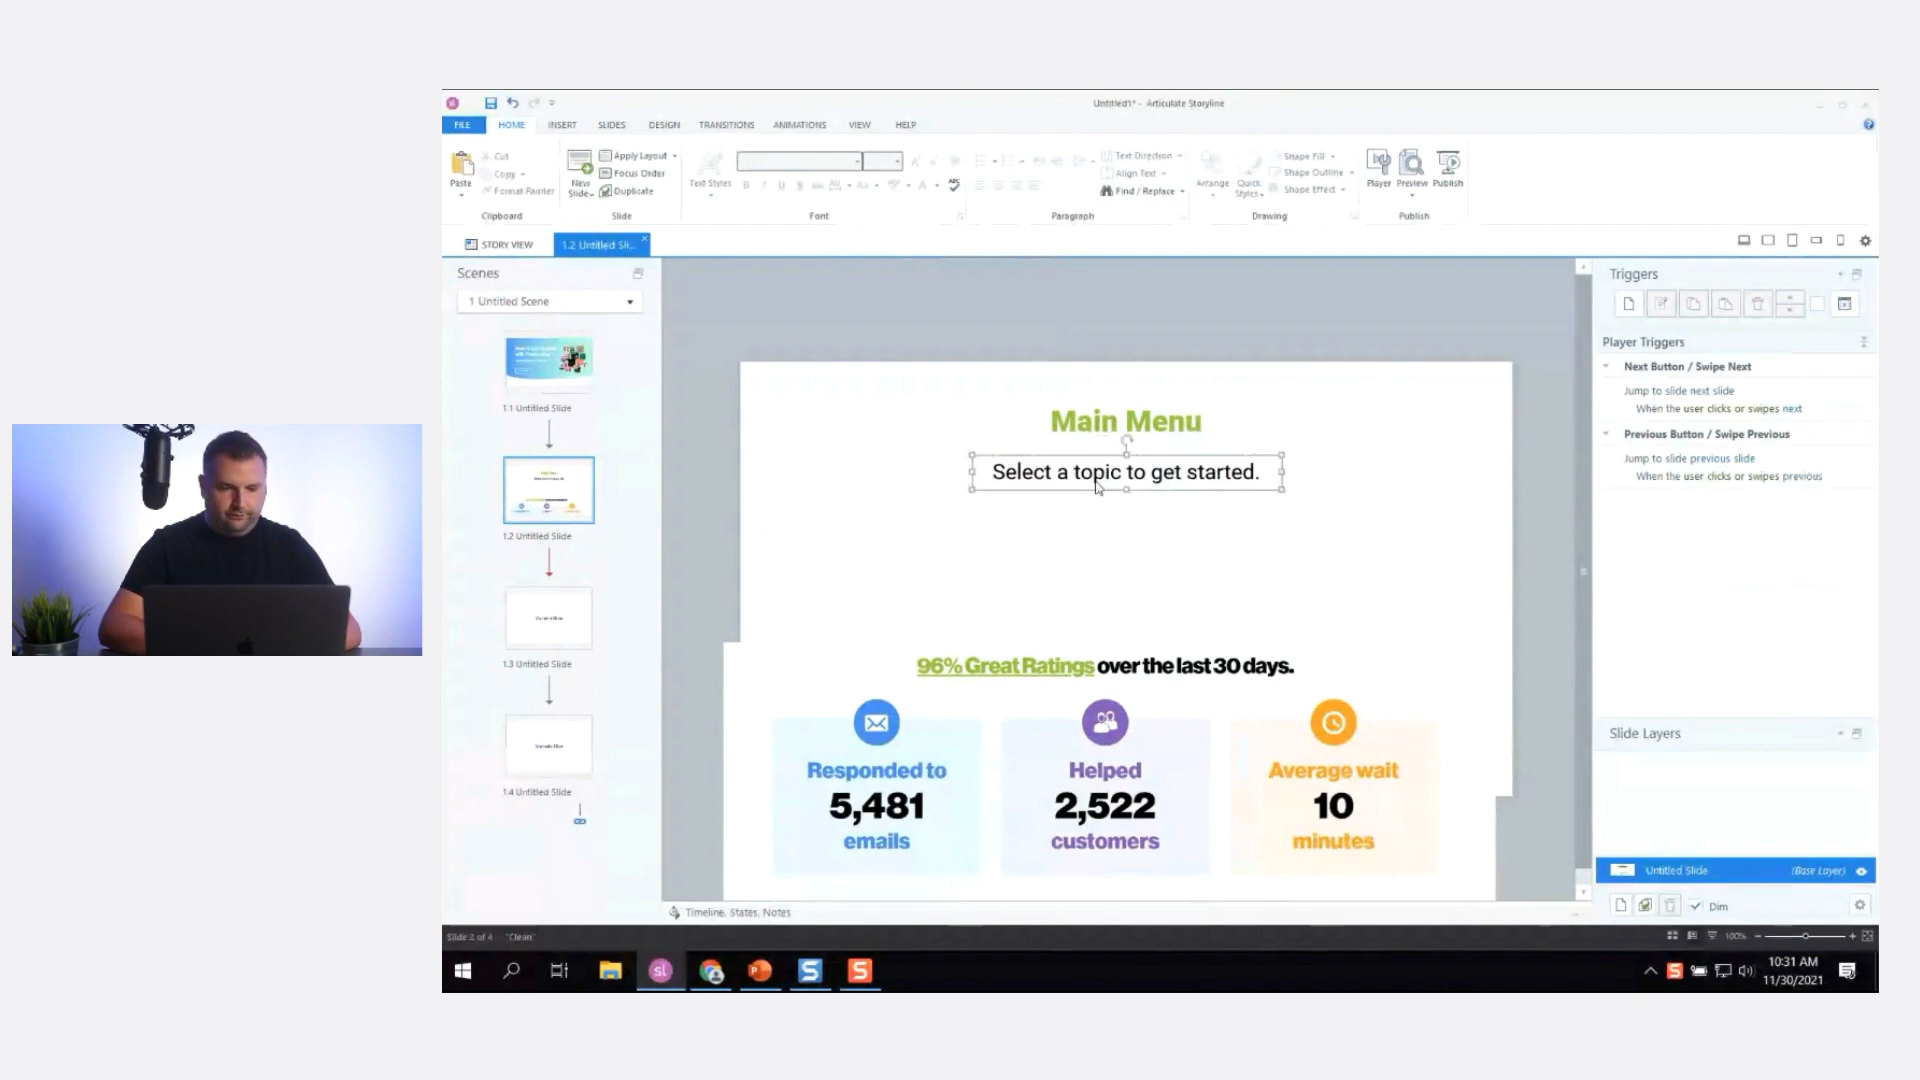 Untitled1* - Articulate Storyline
FILE HOME INSERT SLIDES DESIGN TRANSITIONS ANIMATIONS VIEW HELP
Paste
Cut
Copy
Format Painter
Clipboard
New Slide
Apply Layout
Focus Order
Duplicate
Slide
Text Styles
Font
Text Direction
Align Text
Find / Replace
Paragraph
Arrange
Quick Styles
Shape Fill
Shape Outline
Shape Effect
Drawing
Player
Preview
Publish
Publish
STORY VIEW
1.2 Untitled Sli...
Scenes
1 Untitled Scene
1.1 Untitled Slide
1.2 Untitled Slide
1.3 Untitled Slide
1.4 Untitled Slide
Main Menu
Select a topic to get started.
96% Great Ratings over the last 30 days.
Responded to
5,481
emails
Helped
2,522
customers
Average wait
10
minutes
Timeline, States, Notes
Triggers
Player Triggers
Next Button / Swipe Next
Jump to slide next slide
When the user clicks or swipes next
Previous Button / Swipe Previous
Jump to slide previous slide
When the user clicks or swipes previous
Slide Layers
Untitled Slide (Base Layer)
Dim
Slide 2 of 4 "Clean"
100%
10:31 AM
11/30/2021